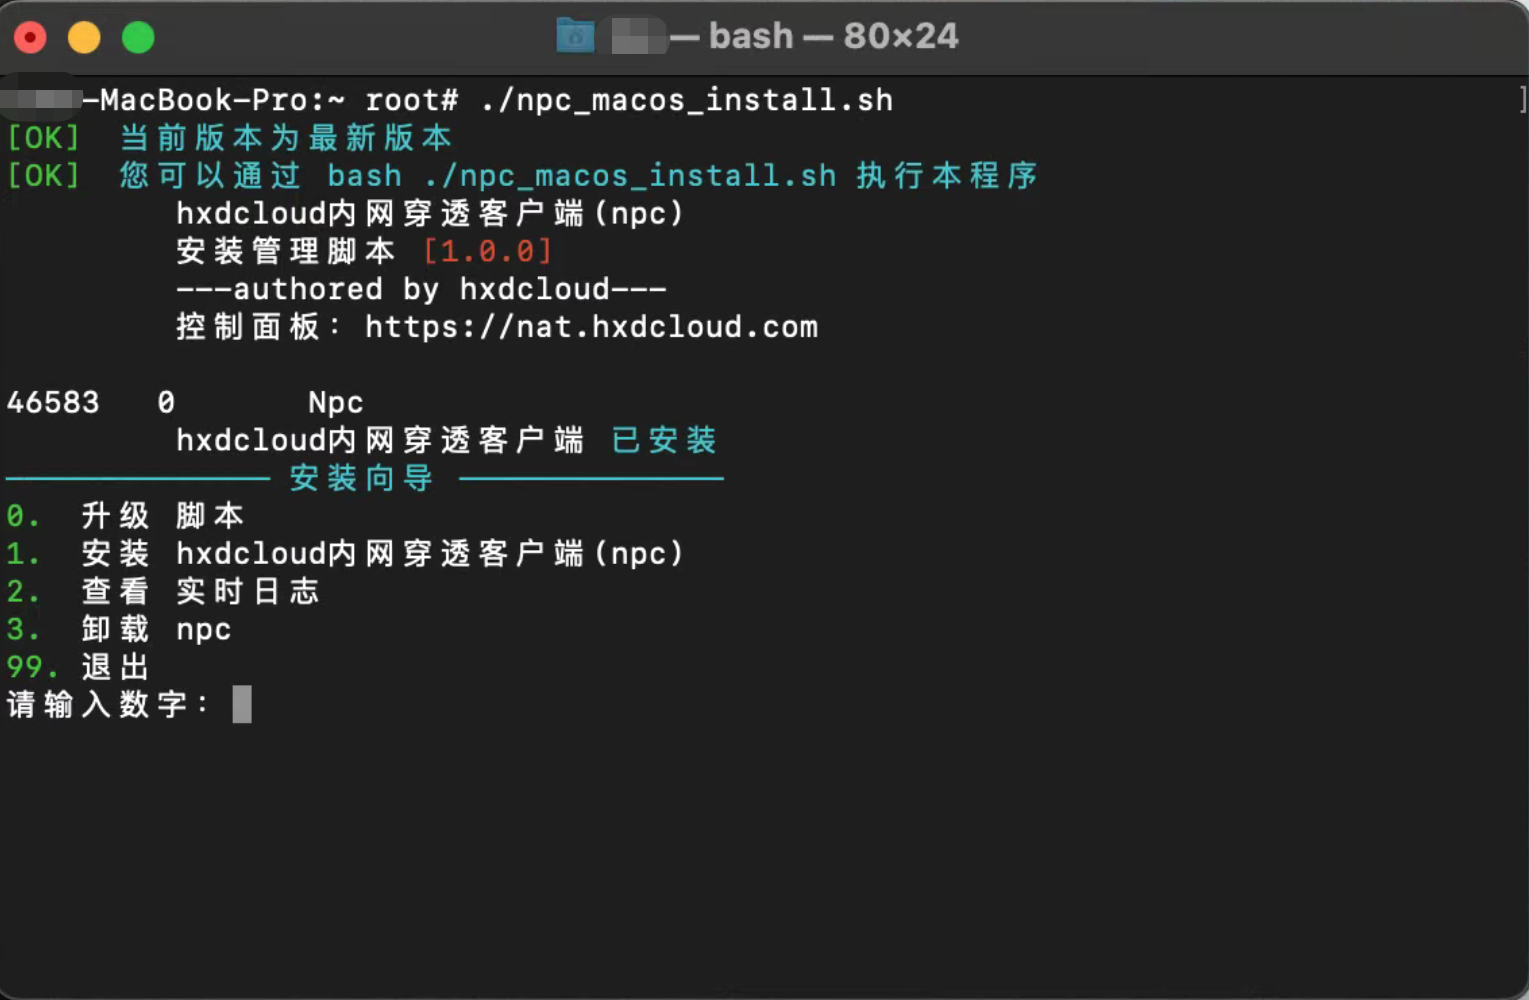 — bash — 80×24
-MacBook-Pro:~ root# ./npc_macos_install.sh ]
[OK] 当前版本为最新版本
[OK] 您可以通过 bash ./npc_macos_install.sh 执行本程序
hxdcloud内网穿透客户端(npc)
安装管理脚本 [1.0.0]
---authored by hxdcloud---
控制面板：https://nat.hxdcloud.com
46583 0 Npc
hxdcloud内网穿透客户端 已安装
—————————————— 安装向导 ——————————————
0. 升级 脚本
1. 安装 hxdcloud内网穿透客户端(npc)
2. 查看 实时日志
3. 卸载 npc
99. 退出
请输入数字：